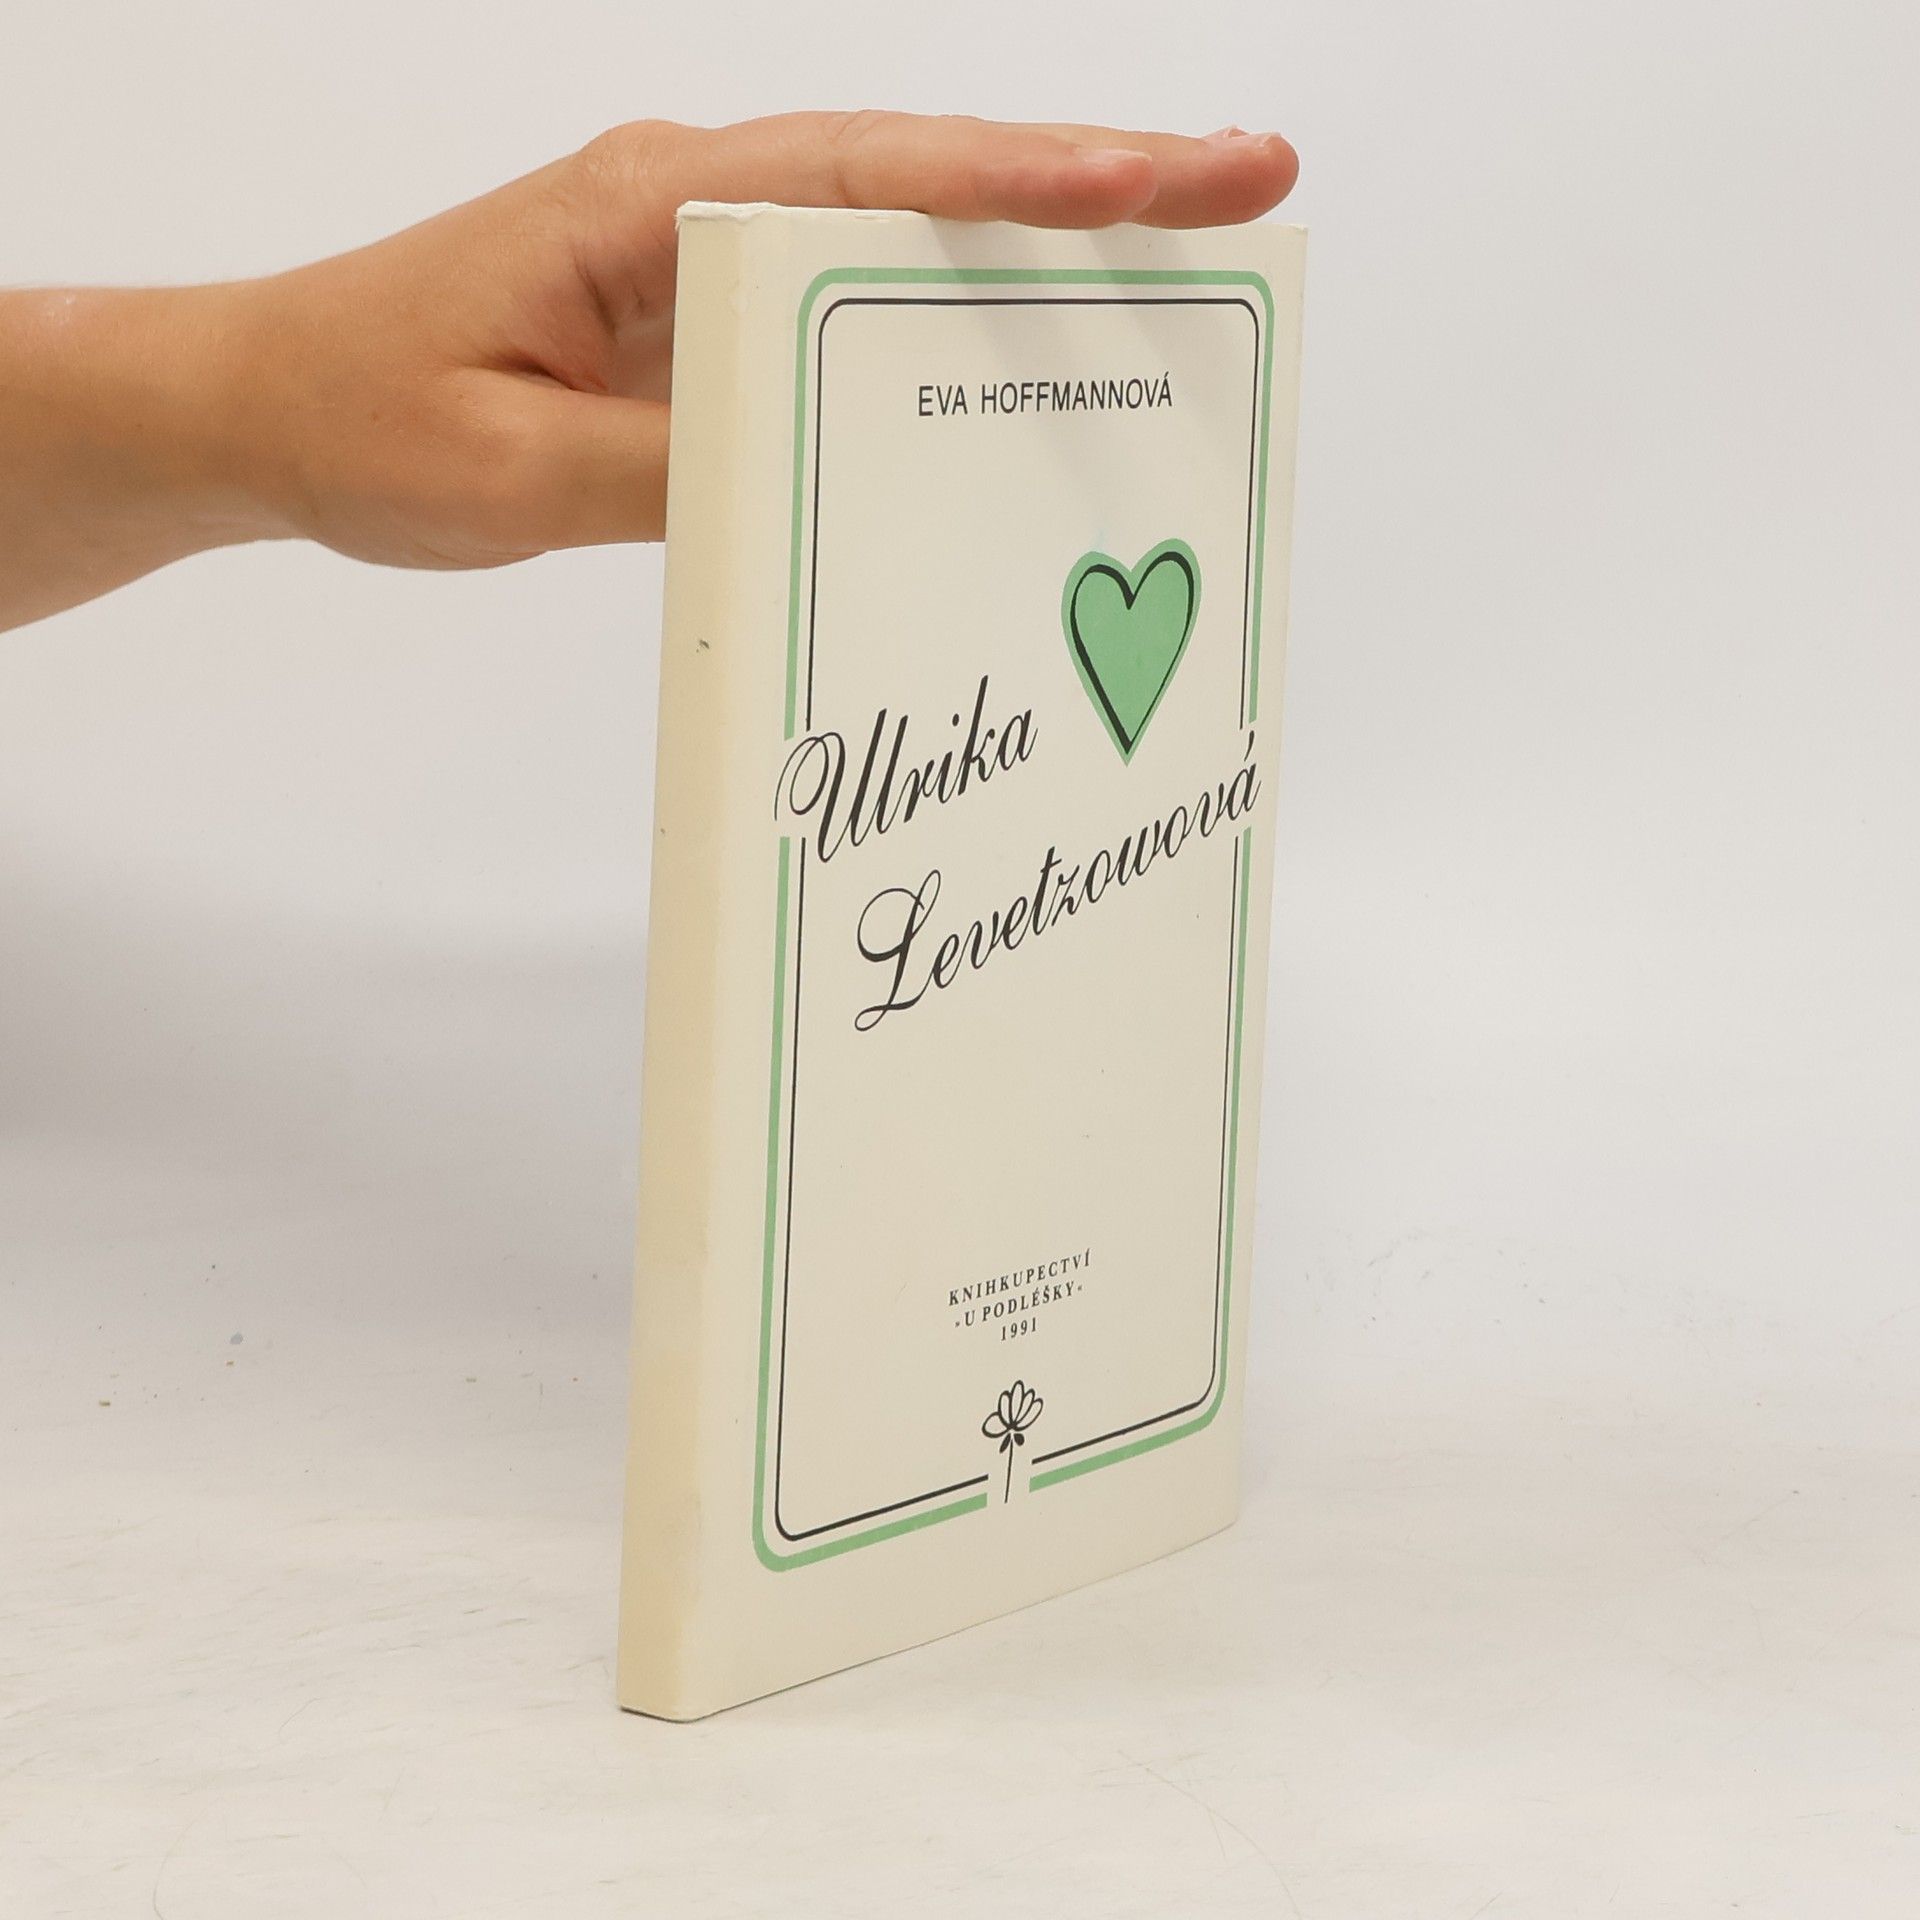 EVA HOFFMANNOVÁ
Ulrika
Levetzowová
KNIHKUPECTVÍ
„U PODLÉŠKY“
1991